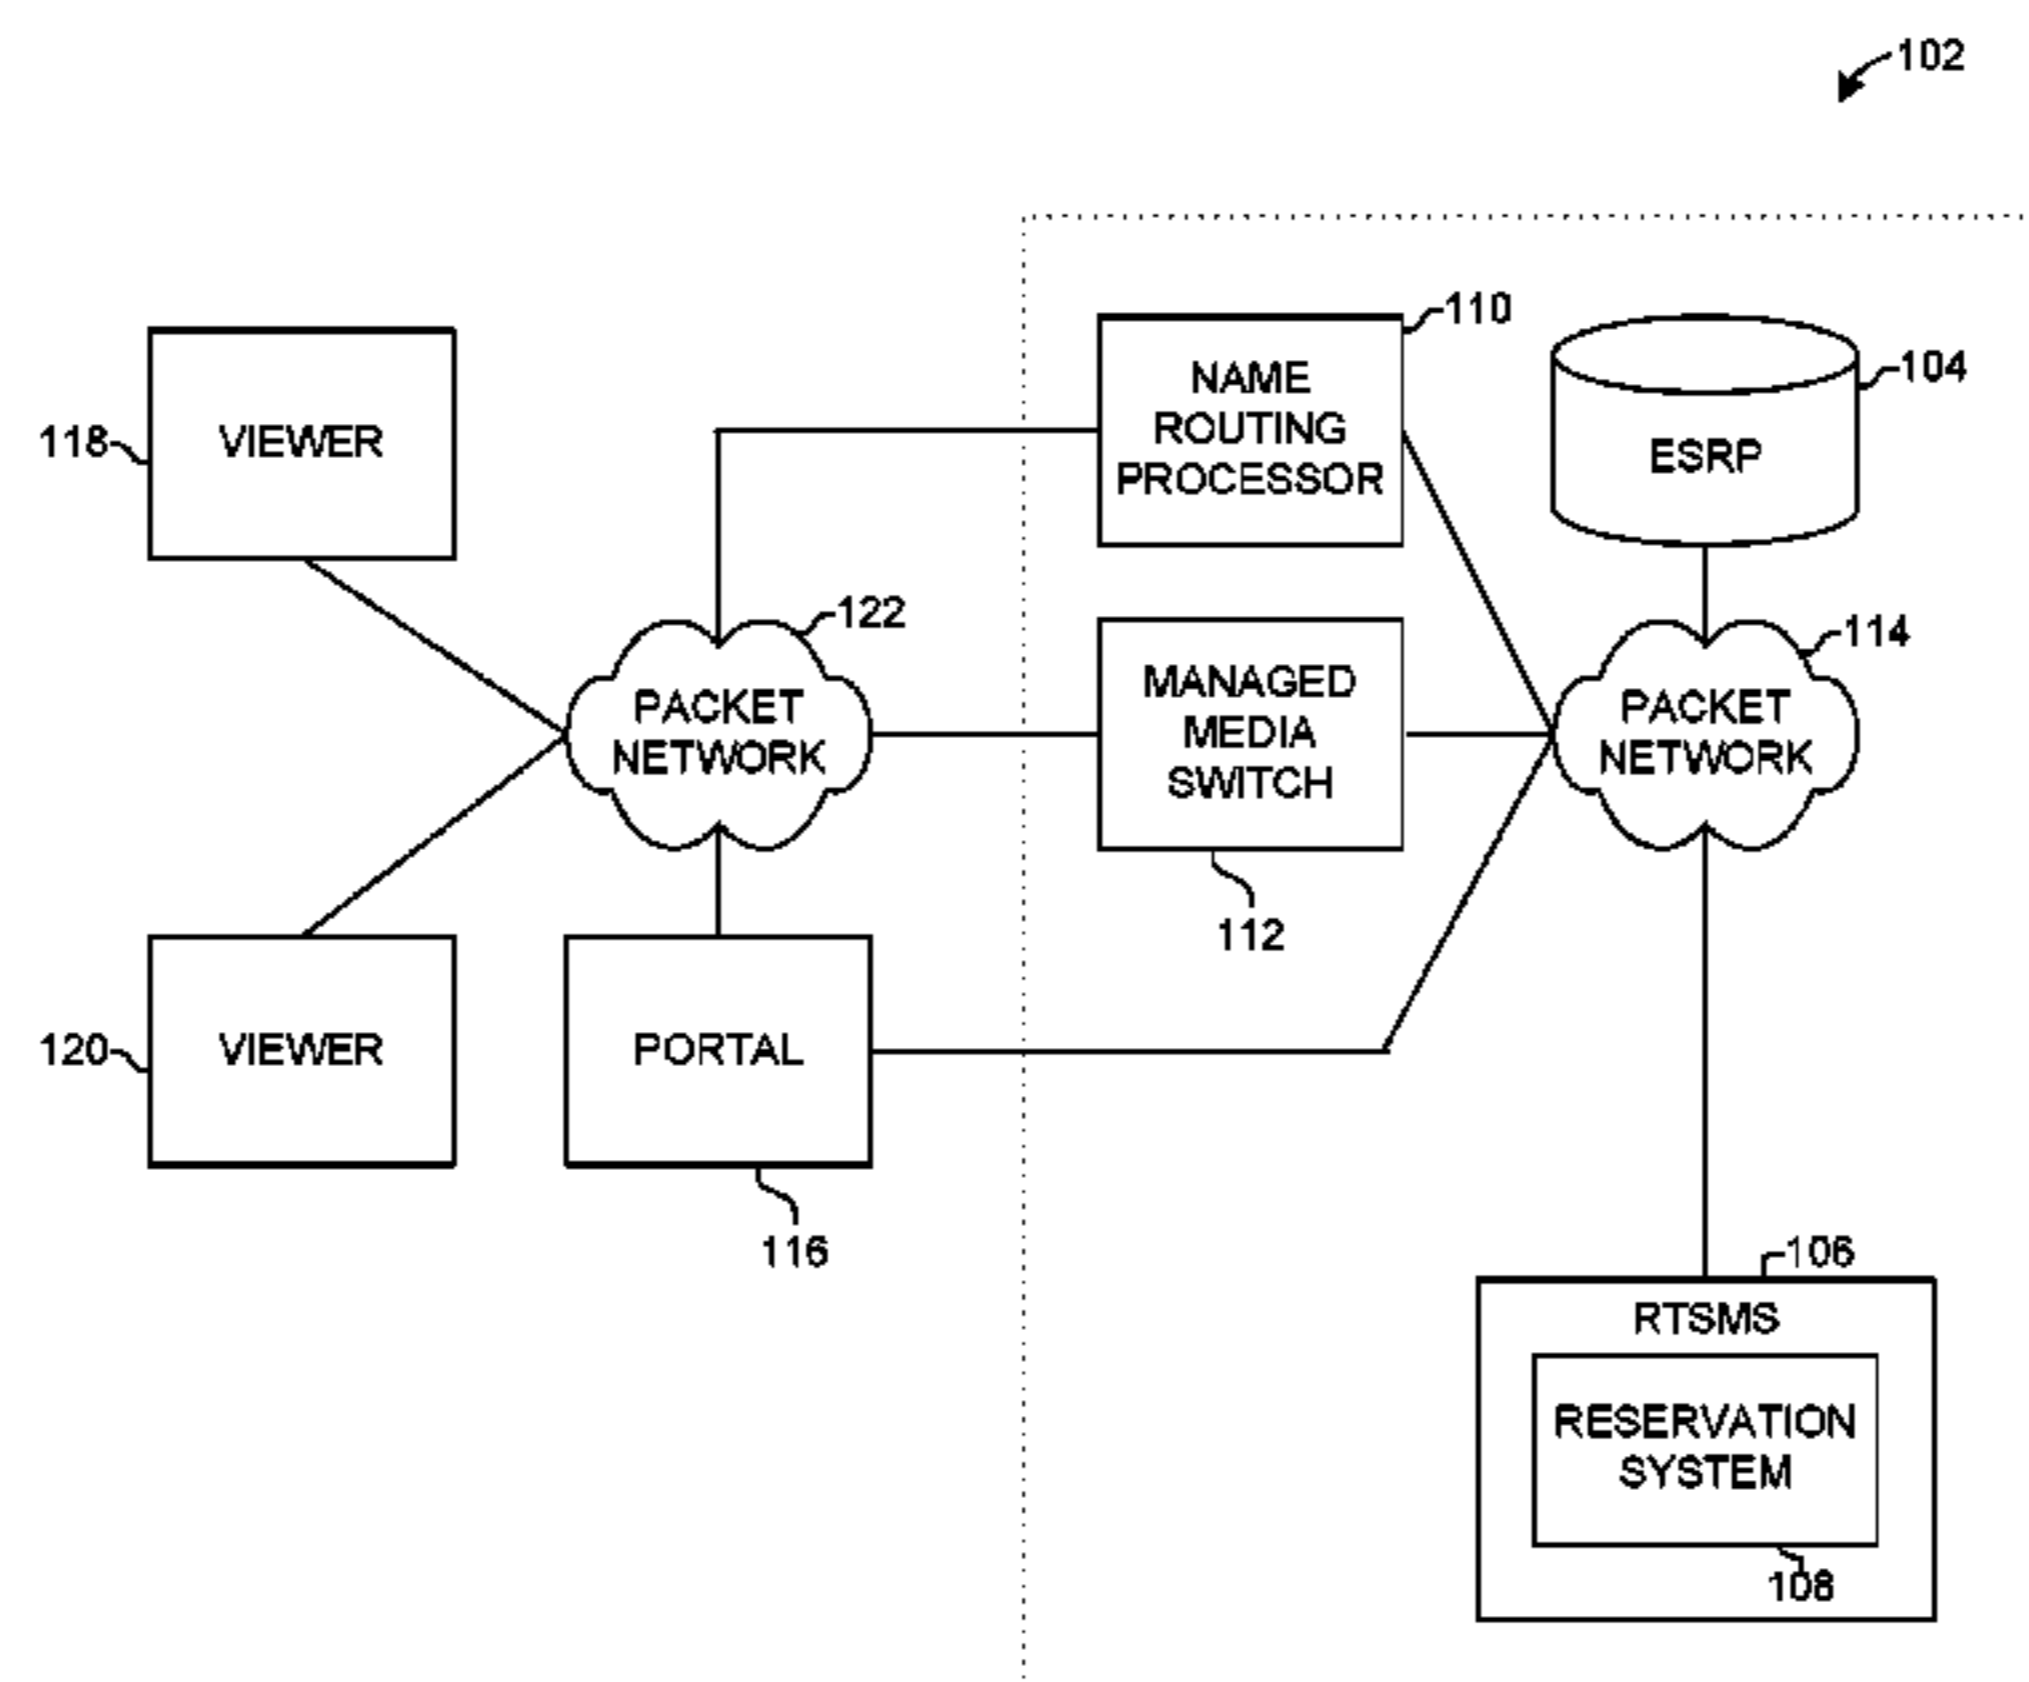 102
110
NAME
ROUTING
PROCESSOR
104
ESRP
118
VIEWER
122
PACKET
NETWORK
MANAGED
MEDIA
SWITCH
112
114
PACKET
NETWORK
120
VIEWER
PORTAL
116
106
RTSMS
RESERVATION
SYSTEM
108